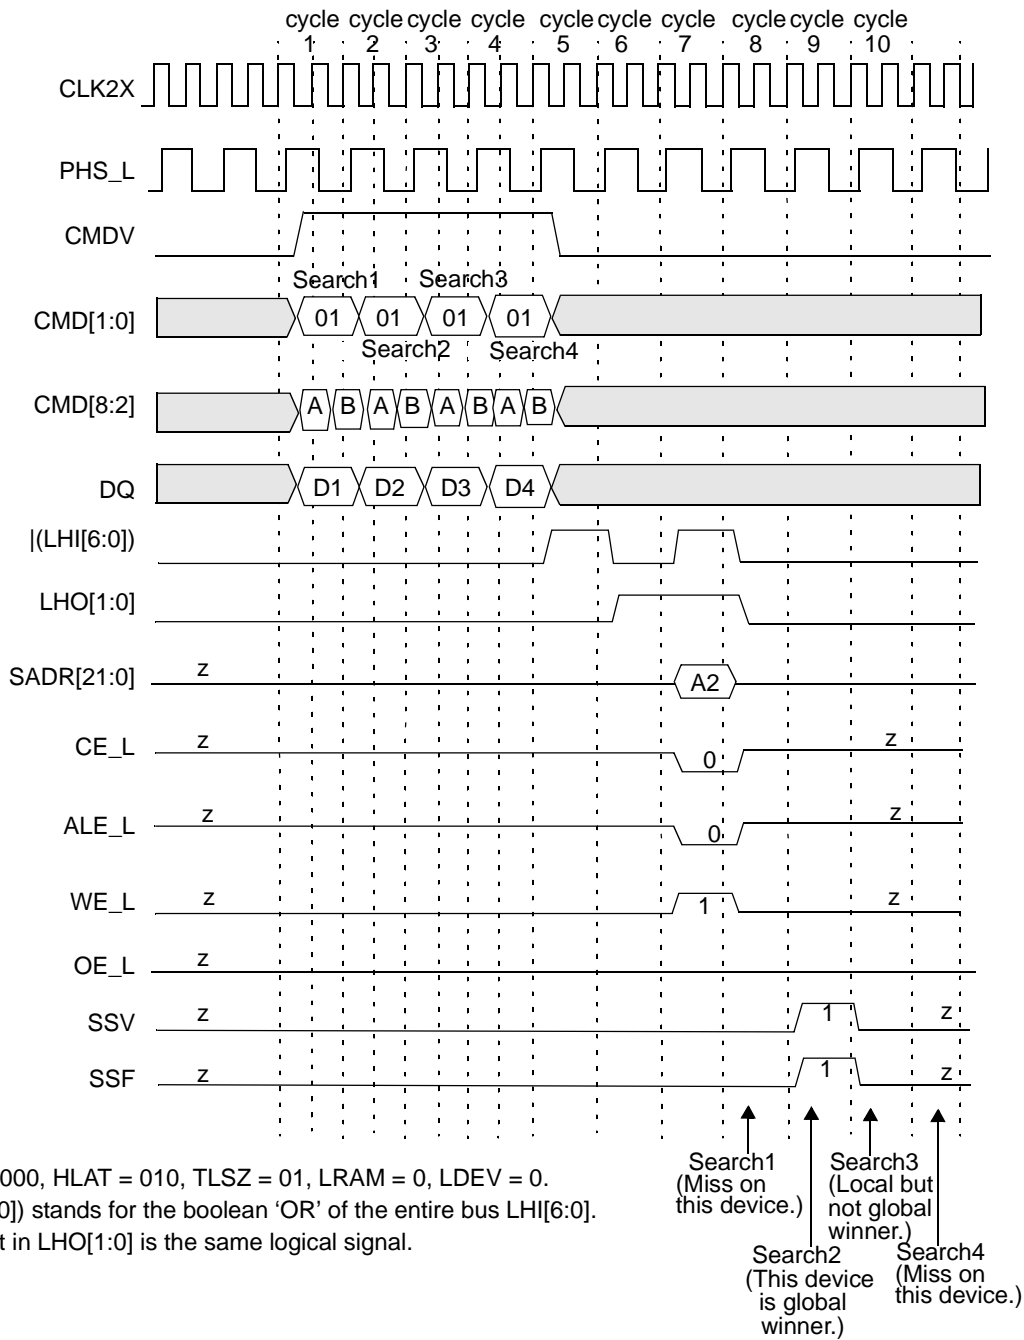 cycle cycle cycle cycle cycle cycle cycle cycle cycle cycle
1 2 3 4 5 6 7 8 9 10
CLK2X
PHS_L
CMDV
Search1 Search3
CMD[1:0] 01 01 01 01
Search2 Search4
CMD[8:2] A B A B A B A B
DQ D1 D2 D3 D4
|(LHI[6:0])
LHO[1:0]
SADR[21:0] z A2
CE_L z 0 z
ALE_L z 0 z
WE_L z 1 z
OE_L z
SSV z 1 z
SSF z 1 z
Search1
(Miss on
this device.)
Search3
(Local but
not global
winner.)
Search2
(This device
is global
winner.)
Search4
(Miss on
this device.)
000, HLAT = 010, TLSZ = 01, LRAM = 0, LDEV = 0.
0]) stands for the boolean ‘OR’ of the entire bus LHI[6:0].
t in LHO[1:0] is the same logical signal.